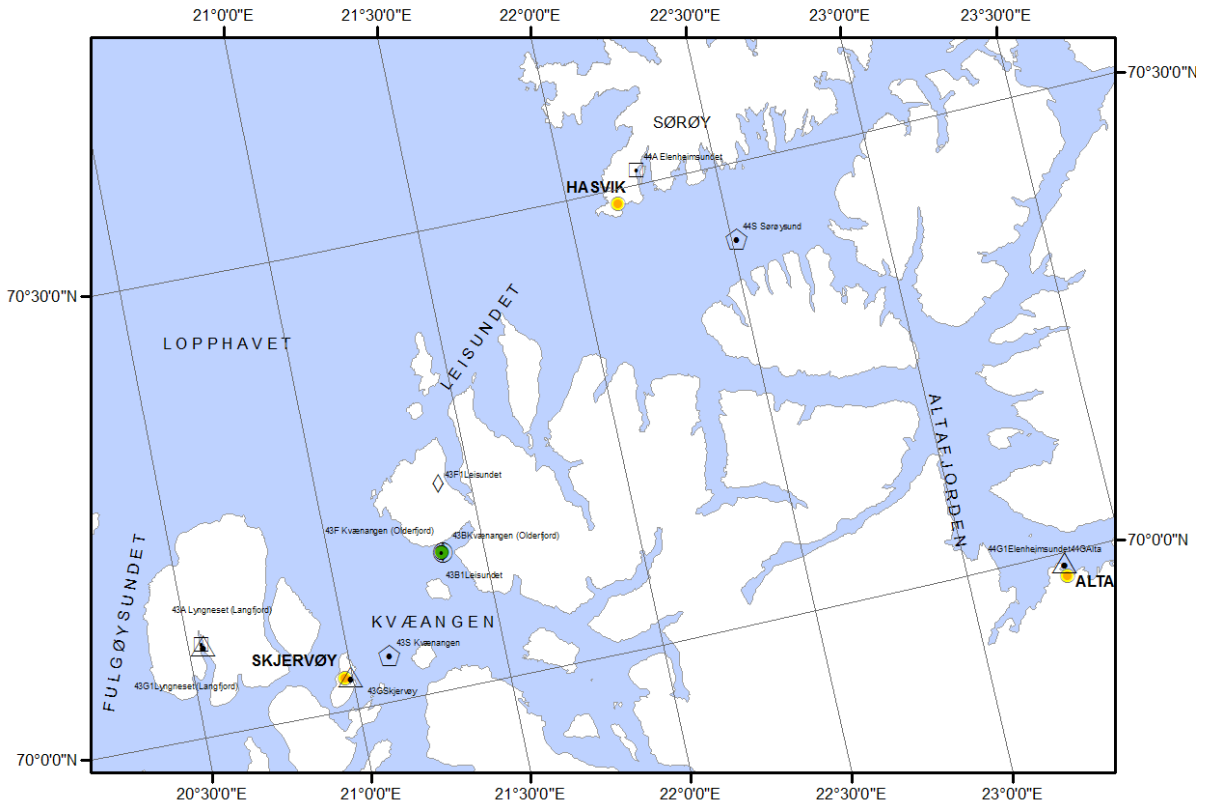 21°0'0"E 21°30'0"E 22°0'0"E 22°30'0"E 23°0'0"E 23°30'0"E
70°30'0"N
SØRØY
44A Elenheimsundet
HASVIK
44S Sørøysund
70°30'0"N
LEISUNDET
LOPPHAVET
ALTAFJORDEN
43F1Leisundet
43F Kvænangen (Olderfjord) 43BKvænangen (Olderfjord)
70°0'0"N
44G1Elenheimsundet44GAlta
43B1Leisundet
ALTA
FULGØYSUNDET
43A Lyngneset (Langfjord)
KVÆANGEN
43S Kvænangen
SKJERVØY
43G1Lyngneset (Langfjord)
43GSkjervøy
70°0'0"N
20°30'0"E 21°0'0"E 21°30'0"E 22°0'0"E 22°30'0"E 23°0'0"E